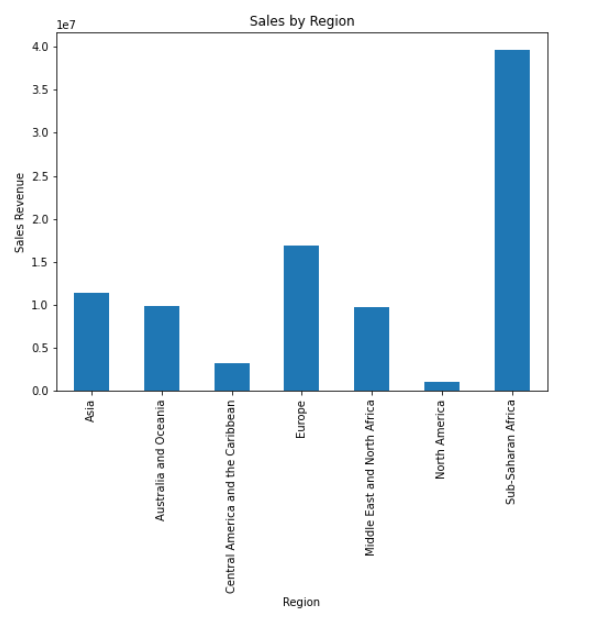 Sales by Region
1e7
4.0
3.5
3.0
2.5
2.0
1.5
1.0
0.5
0.0
Sales Revenue
Asia
Australia and Oceania
Central America and the Caribbean
Europe
Middle East and North Africa
North America
Sub-Saharan Africa
Region